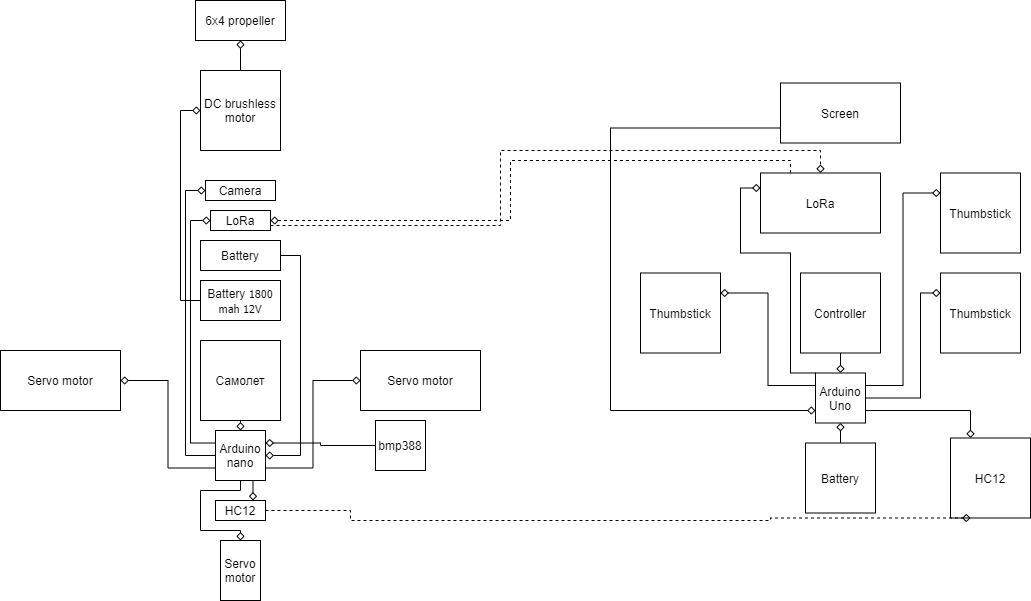 6x4 propeller
DC brushless
motor
Screen
Camera
LoRa
LoRa
Thumbstick
Battery
Battery 1800
mah 12V
Thumbstick
Controller
Thumbstick
Servo motor
Самолет
Servo motor
Arduino
Uno
Arduino
nano
bmp388
Battery
HC12
HC12
Servo
motor